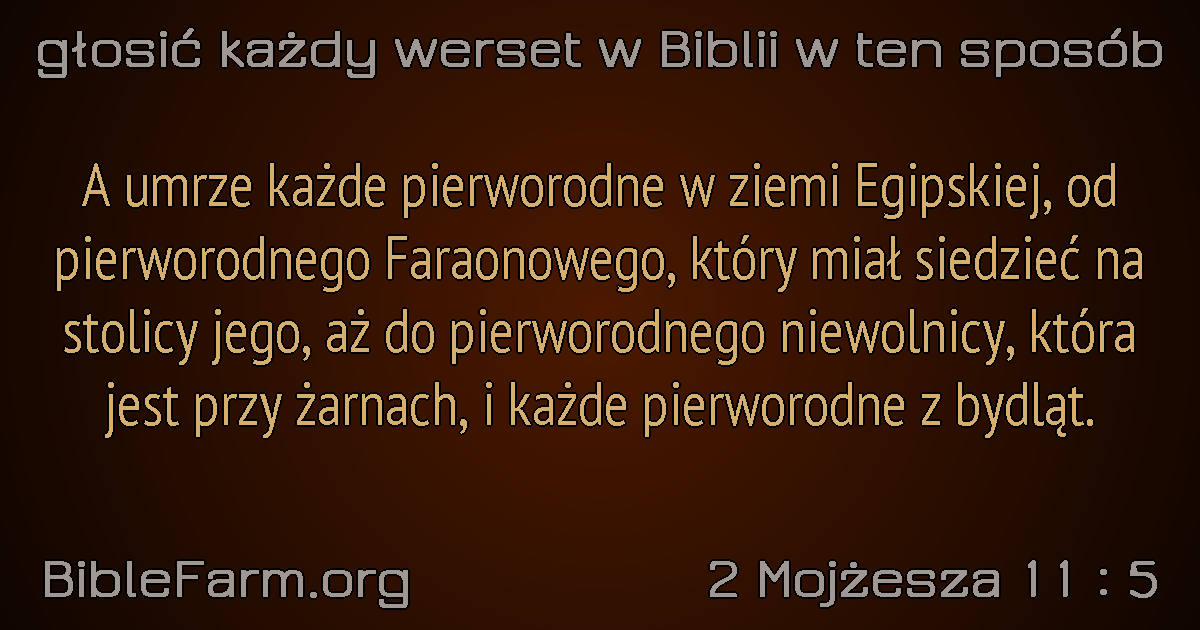 głosić każdy werset w Biblii w ten sposób
A umrze każde pierworodne w ziemi Egipskiej, od
pierworodnego Faraonowego, który miał siedzieć na
stolicy jego, aż do pierworodnego niewolnicy, która
jest przy żarnach, i każde pierworodne z bydląt.
BibleFarm.org
2 Mojżesza 11 : 5